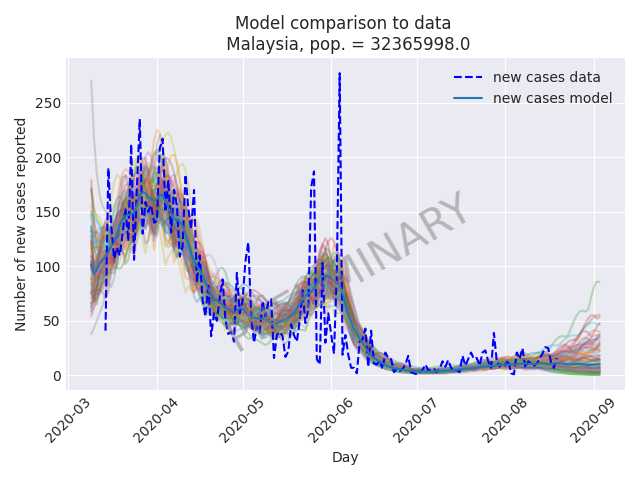 Model comparison to data
Malaysia, pop. = 32365998.0
new cases data
new cases model
Number of new cases reported
250
200
150
100
50
0
PRELIMINARY
2020-03
2020-04
2020-05
2020-06
2020-07
2020-08
2020-09
Day